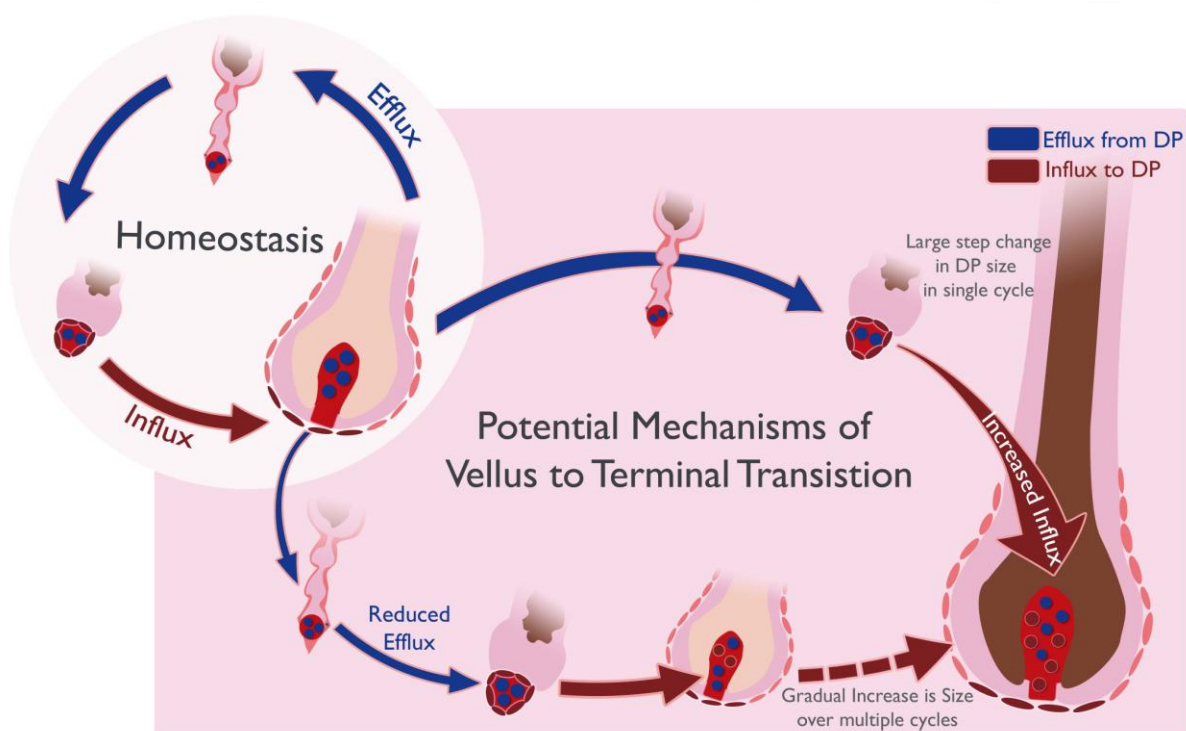 Efflux
Homeostasis
Influx
Efflux from DP
Influx to DP
Large step change
in DP size
in single cycle
Increased Influx
Potential Mechanisms of
Vellus to Terminal Transistion
Reduced
Efflux
Gradual Increase is Size
over multiple cycles